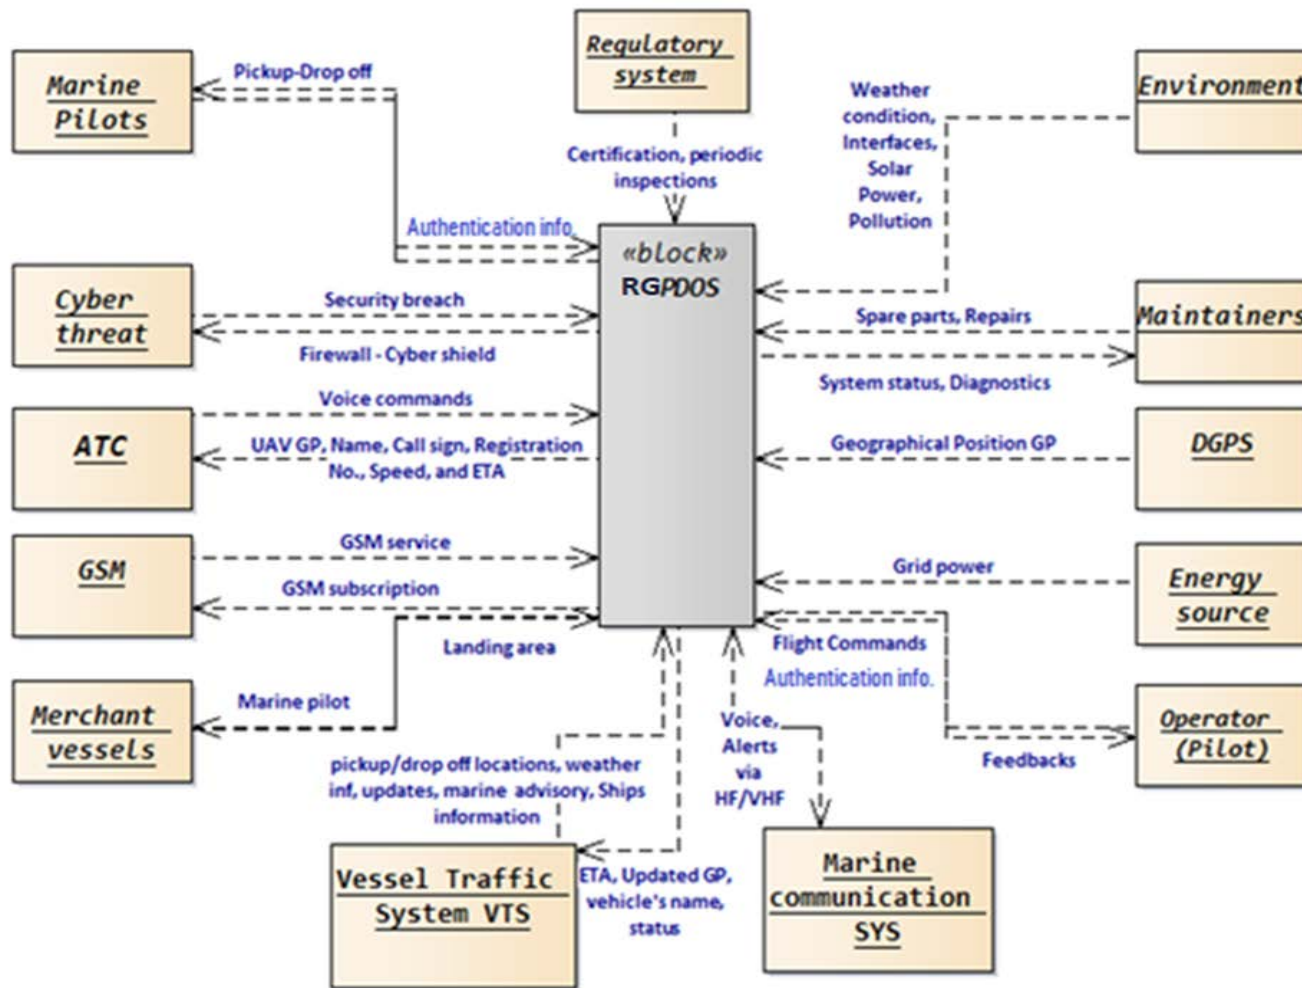 Regulatory
system
Marine
Pilots
Pickup-Drop off
Certification, periodic
inspections
Weather
condition,
Interfaces,
Solar
Power,
Pollution
Environment
Authentication info.
«block»
RGPDOS
Cyber
threat
Security breach
Firewall - Cyber shield
Spare parts, Repairs
Maintainers
System status, Diagnostics
ATC
Voice commands
UAV GP, Name, Call sign, Registration
No., Speed, and ETA
Geographical Position GP
DGPS
GSM
GSM service
GSM subscription
Grid power
Energy
source
Landing area
Flight Commands
Authentication info.
Merchant
vessels
Marine pilot
Voice,
Alerts
via
HF/VHF
Operator
(Pilot)
Feedbacks
pickup/drop off locations, weather
inf, updates, marine advisory, Ships
information
Vessel Traffic
System VTS
ETA, Updated GP,
vehicle's name,
status
Marine
communication
SYS